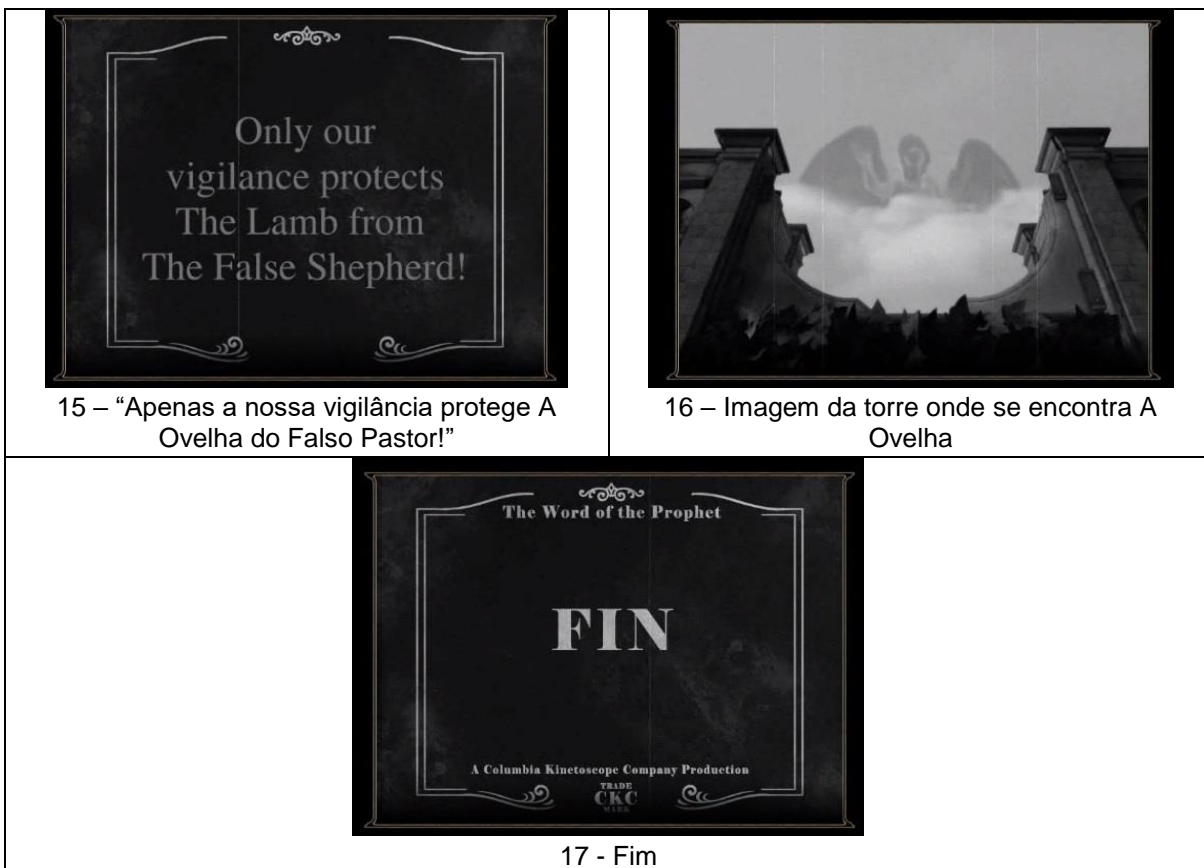 Only our
vigilance protects
The Lamb from
The False Shepherd!
15 – “Apenas a nossa vigilância protege A
Ovelha do Falso Pastor!”
16 – Imagem da torre onde se encontra A
Ovelha
The Word of the Prophet
FIN
A Columbia Kinetoscope Company Production
TRADE
CKC
MARK
17 - Fim